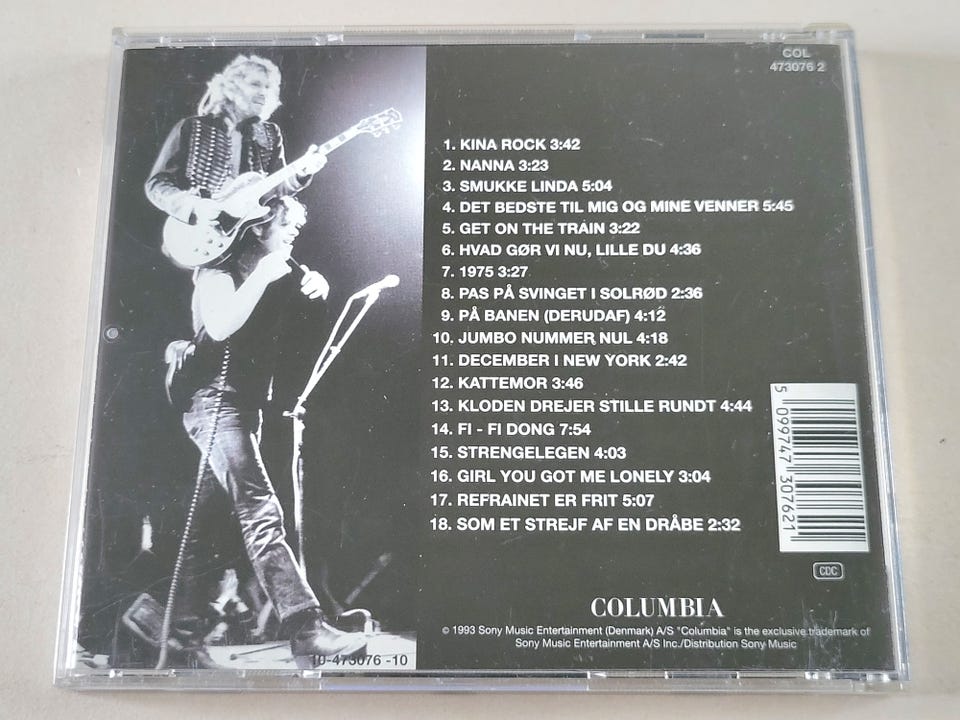 COL
473076 2
1. KINA ROCK 3:42
2. NANNA 3:23
3. SMUKKE LINDA 5:04
4. DET BEDSTE TIL MIG OG MINE VENNER 5:45
5. GET ON THE TRAIN 3:22
6. HVAD GØR VI NU, LILLE DU 4:36
7. 1975 3:27
8. PAS PÅ SVINGET I SOLRØD 2:36
9. PÅ BANEN (DERUDAF) 4:12
10. JUMBO NUMMER NUL 4:18
11. DECEMBER I NEW YORK 2:42
12. KATTEMOR 3:46
13. KLODEN DREJER STILLE RUNDT 4:44
14. FI - FI DONG 7:54
15. STRENGELEGEN 4:03
16. GIRL YOU GOT ME LONELY 3:04
17. REFRAINET ER FRIT 5:07
18. SOM ET STREJF AF EN DRÅBE 2:32
5 099747 307621
CDC
COLUMBIA
© 1993 Sony Music Entertainment (Denmark) A/S "Columbia" is the exclusive trademark of
Sony Music Entertainment A/S Inc./Distribution Sony Music
10-473076 -10